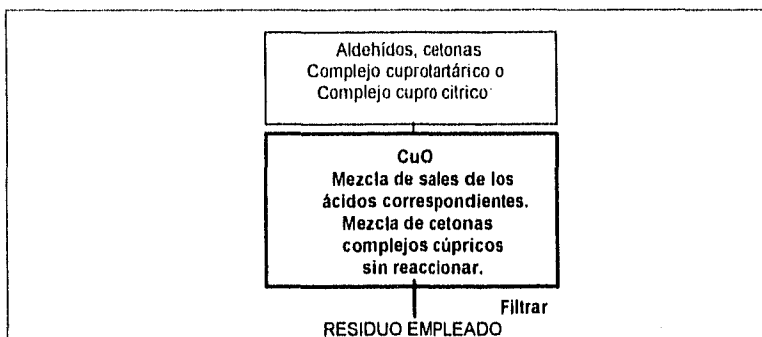 Aldehídos, cetonas
Complejo cuprotartárico o
Complejo cupro citrico
CuO
Mezcla de sales de los
ácidos correspondientes.
Mezcla de cetonas
complejos cúpricos
sin reaccionar.
Filtrar
RESIDUO EMPLEADO